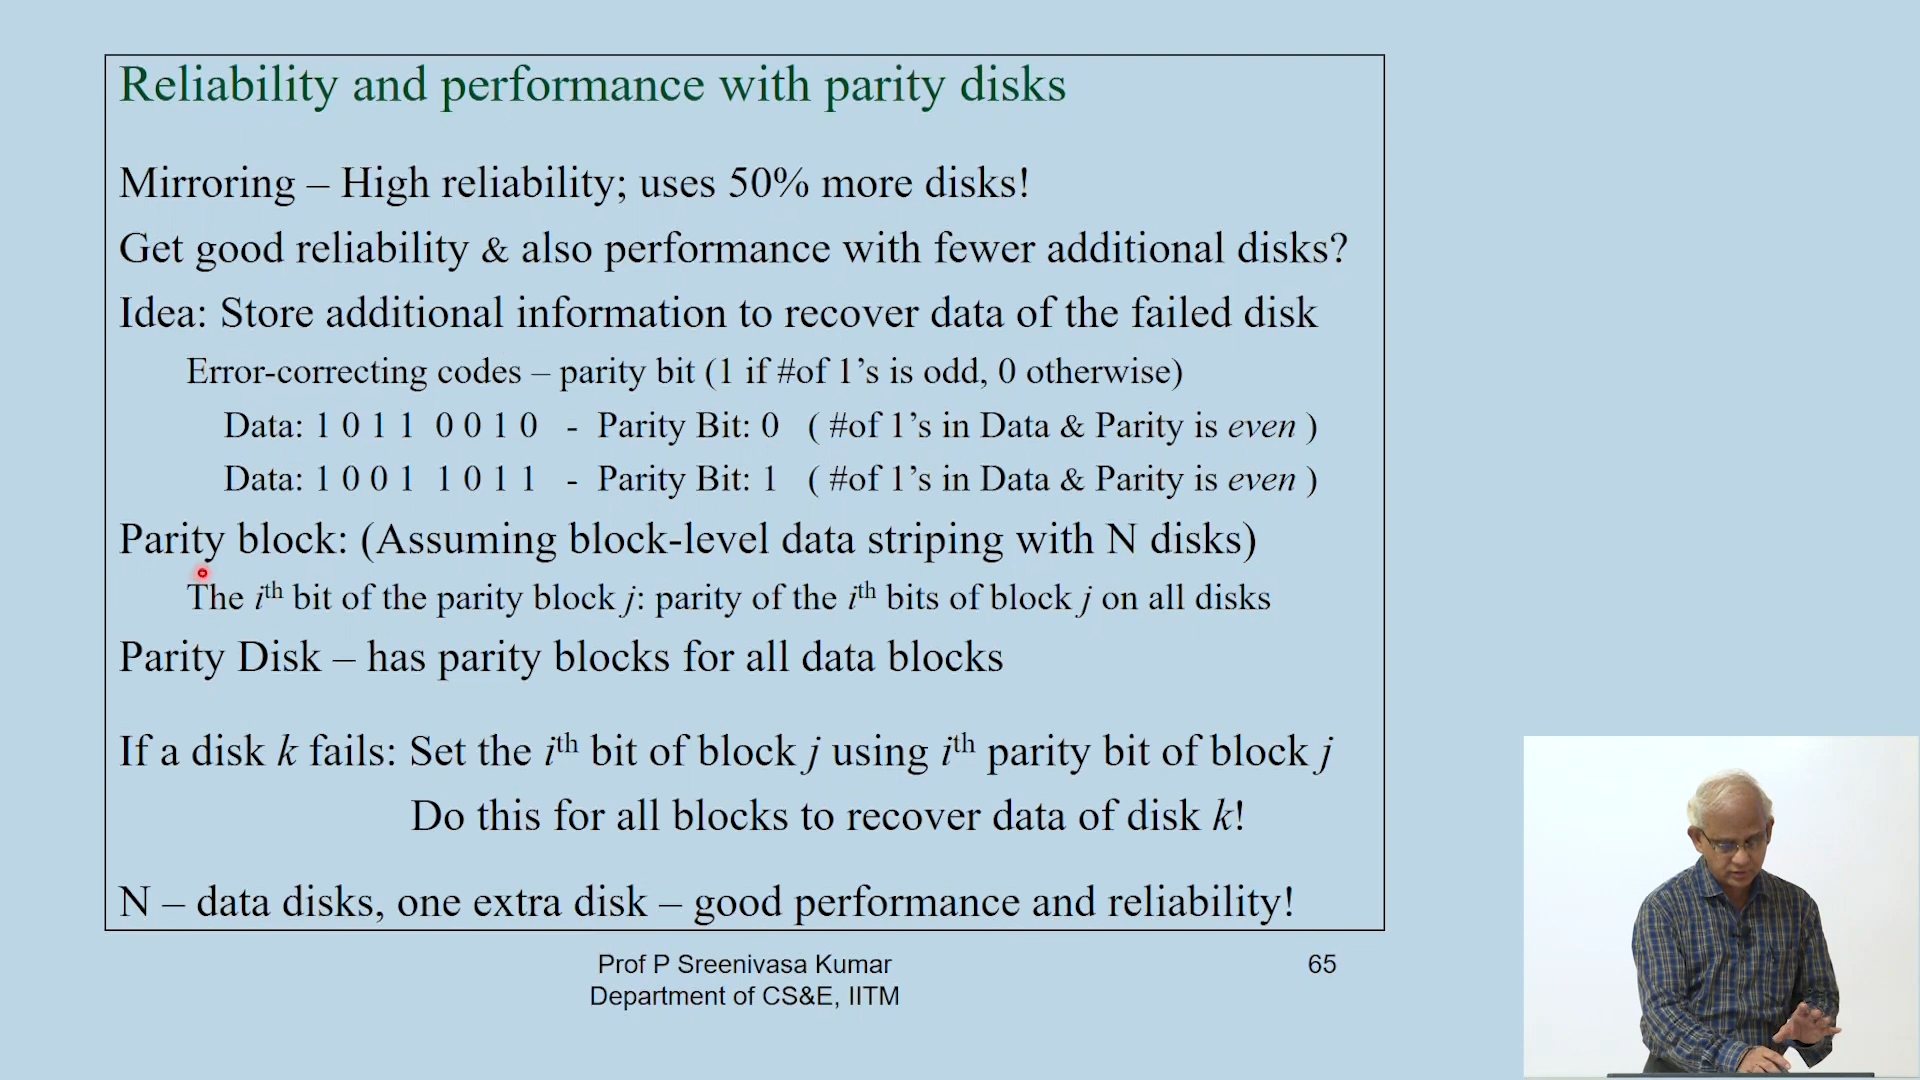 Reliability and performance with parity disks
Mirroring – High reliability; uses 50% more disks!
Get good reliability & also performance with fewer additional disks?
Idea: Store additional information to recover data of the failed disk
Error-correcting codes – parity bit (1 if #of 1’s is odd, 0 otherwise)
Data: 1 0 1 1 0 0 1 0 - Parity Bit: 0 ( #of 1’s in Data & Parity is even )
Data: 1 0 0 1 1 0 1 1 - Parity Bit: 1 ( #of 1’s in Data & Parity is even )
Parity block: (Assuming block-level data striping with N disks)
The ith bit of the parity block j: parity of the ith bits of block j on all disks
Parity Disk – has parity blocks for all data blocks
If a disk k fails: Set the ith bit of block j using ith parity bit of block j
Do this for all blocks to recover data of disk k!
N – data disks, one extra disk – good performance and reliability!
Prof P Sreenivasa Kumar
Department of CS&E, IITM
65